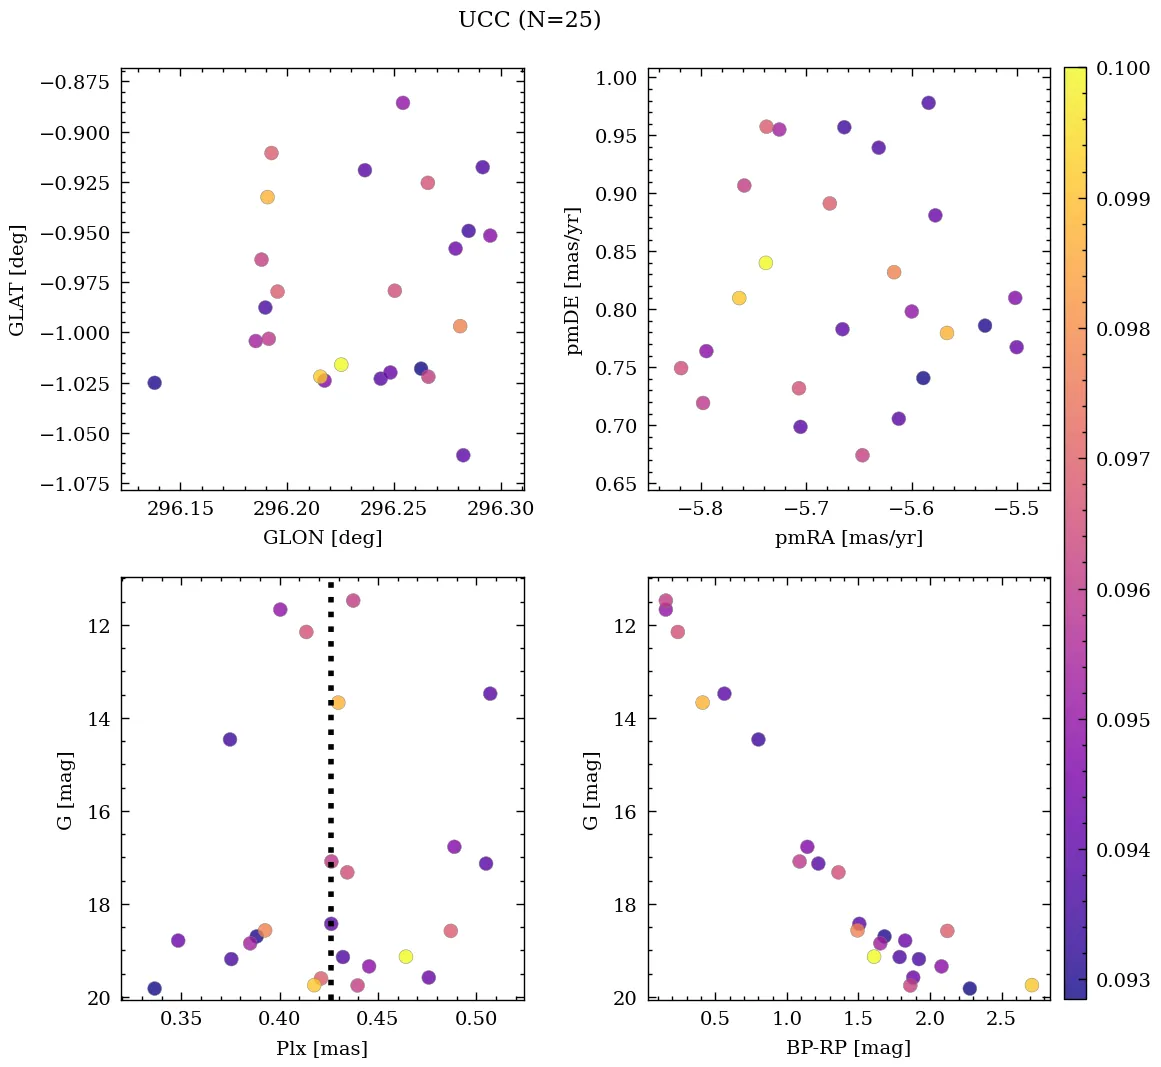 UCC (N=25)
−0.875
−0.900
−0.925
−0.950
−0.975
−1.000
−1.025
−1.050
−1.075
GLAT [deg]
296.15 296.20 296.25 296.30
GLON [deg]
1.00
0.95
0.90
0.85
0.80
0.75
0.70
0.65
pmDE [mas/yr]
−5.8 −5.7 −5.6 −5.5
pmRA [mas/yr]
0.100
0.099
0.098
0.097
0.096
0.095
0.094
0.093
12
14
16
18
20
G [mag]
0.35 0.40 0.45 0.50
Plx [mas]
12
14
16
18
20
G [mag]
0.5 1.0 1.5 2.0 2.5
BP-RP [mag]